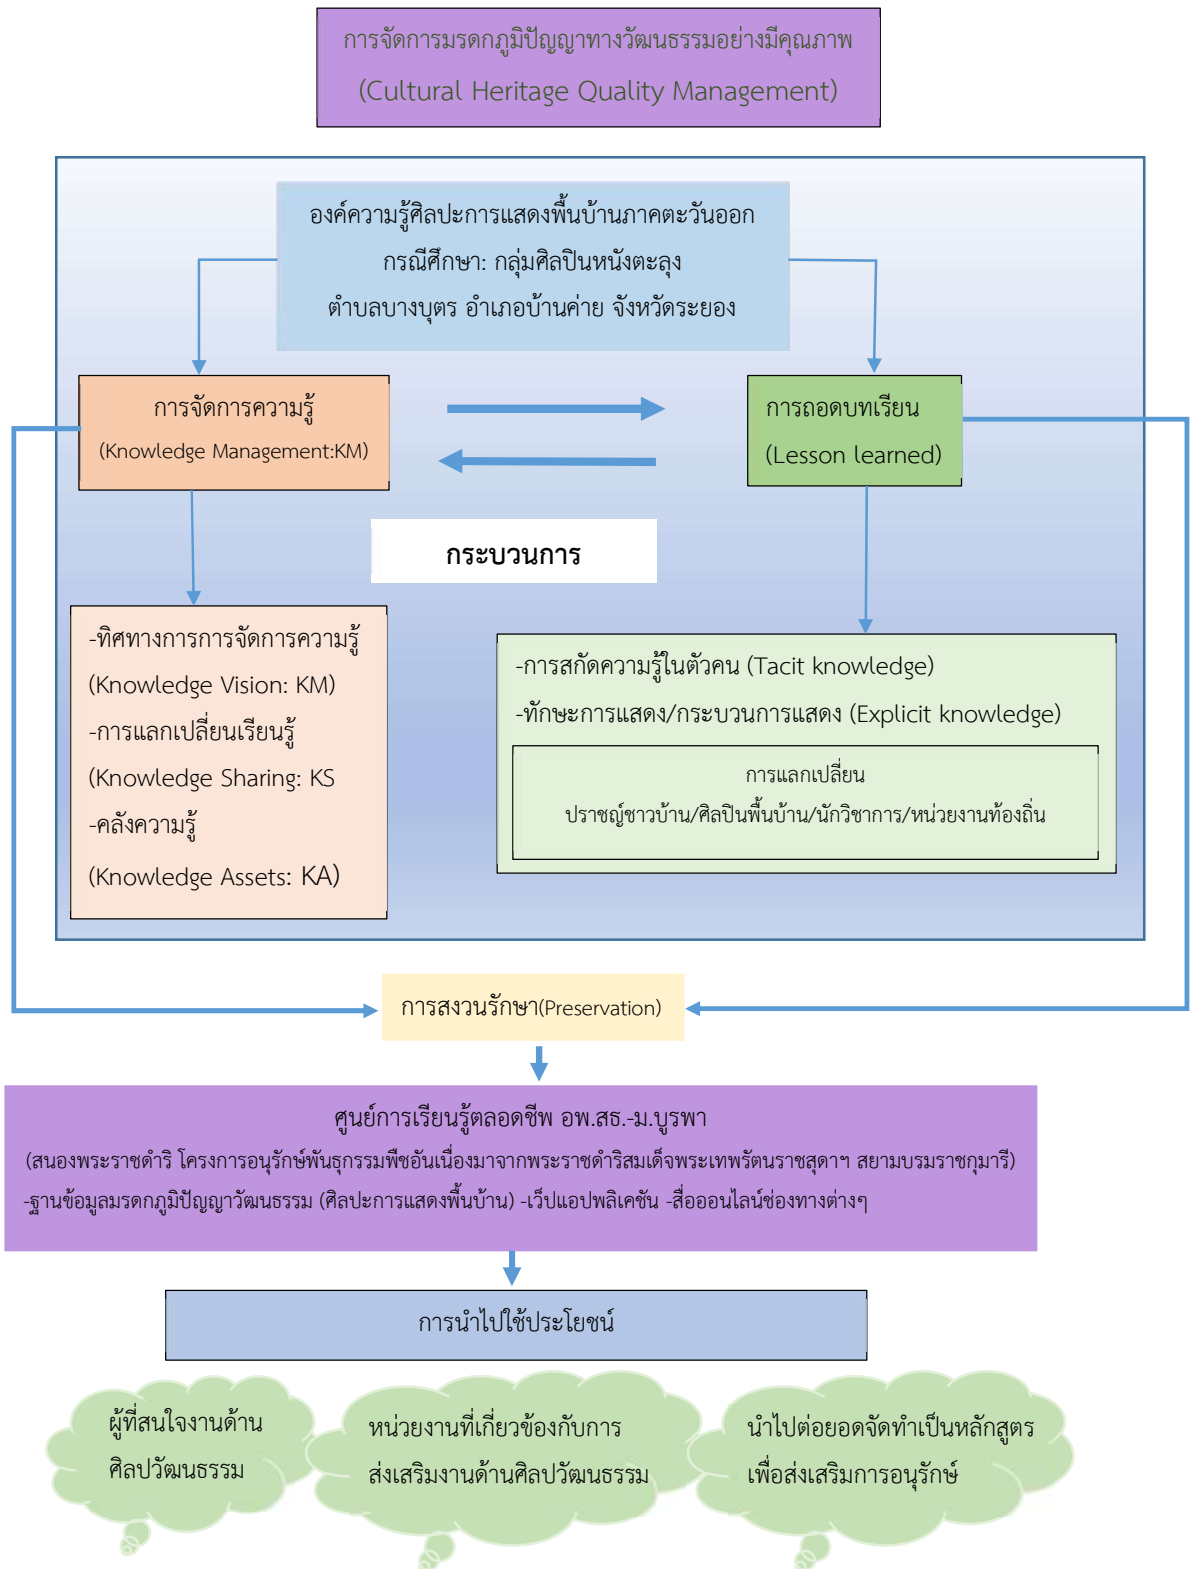 การจัดการมรดกภูมิปัญญาทางวัฒนธรรมอย่างมีคุณภาพ
(Cultural Heritage Quality Management)
องค์ความรู้ศิลปะการแสดงพื้นบ้านภาคตะวันออก
กรณีศึกษา: กลุ่มศิลปินหนังตะลุง
ตำบลบางบุตร อำเภอบ้านค่าย จังหวัดระยอง
การจัดการความรู้
(Knowledge Management:KM)
การถอดบทเรียน
(Lesson learned)
กระบวนการ
-ทิศทางการการจัดการความรู้
(Knowledge Vision: KM)
-การแลกเปลี่ยนเรียนรู้
(Knowledge Sharing: KS
-คลังความรู้
(Knowledge Assets: KA)
-การสกัดความรู้ในตัวคน (Tacit knowledge)
-ทักษะการแสดง/กระบวนการแสดง (Explicit knowledge)
การแลกเปลี่ยน
ปราชญ์ชาวบ้าน/ศิลปินพื้นบ้าน/นักวิชาการ/หน่วยงานท้องถิ่น
การสงวนรักษา(Preservation)
ศูนย์การเรียนรู้ตลอดชีพ อพ.สธ.-ม.บูรพา
(สนองพระราชดำริ โครงการอนุรักษ์พันธุกรรมพืชอันเนื่องมาจากพระราชดำริสมเด็จพระเทพรัตนราชสุดาฯ สยามบรมราชกุมารี)
-ฐานข้อมูลมรดกภูมิปัญญาวัฒนธรรม (ศิลปะการแสดงพื้นบ้าน) -เว็ปแอปพลิเคชัน -สื่อออนไลน์ช่องทางต่างๆ
การนำไปใช้ประโยชน์
ผู้ที่สนใจงานด้าน
ศิลปวัฒนธรรม
หน่วยงานที่เกี่ยวข้องกับการ
ส่งเสริมงานด้านศิลปวัฒนธรรม
นำไปต่อยอดจัดทำเป็นหลักสูตร
เพื่อส่งเสริมการอนุรักษ์